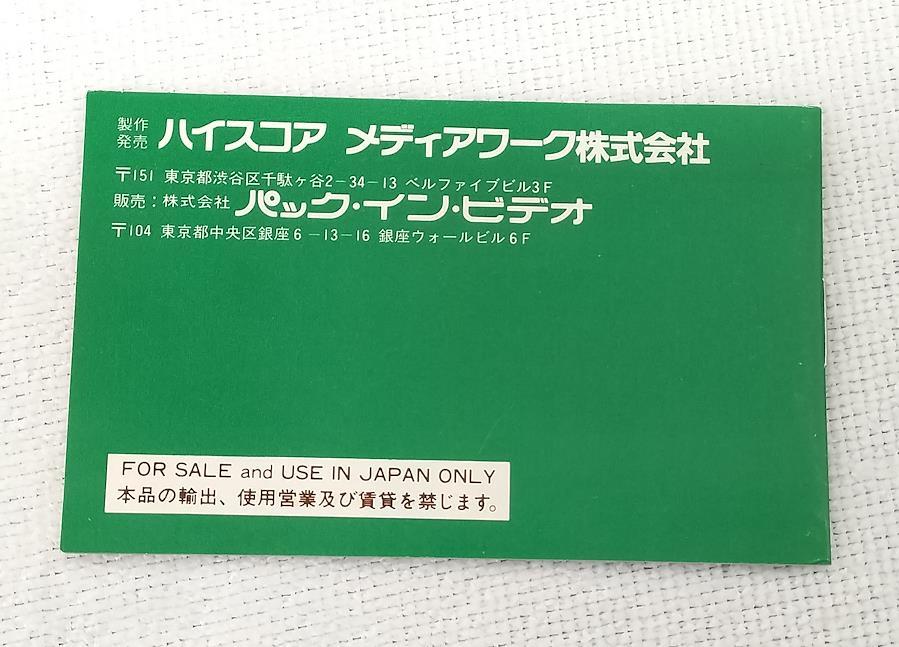 製作
発売 ハイスコア メディアワーク株式会社
〒151 東京都渋谷区千駄ヶ谷2-34-13 ベルファイブビル3F
販売：株式会社 パック・イン・ビデオ
〒104 東京都中央区銀座6-13-16 銀座ウォールビル6F
FOR SALE and USE IN JAPAN ONLY
本品の輸出、使用営業及び賃貸を禁じます。